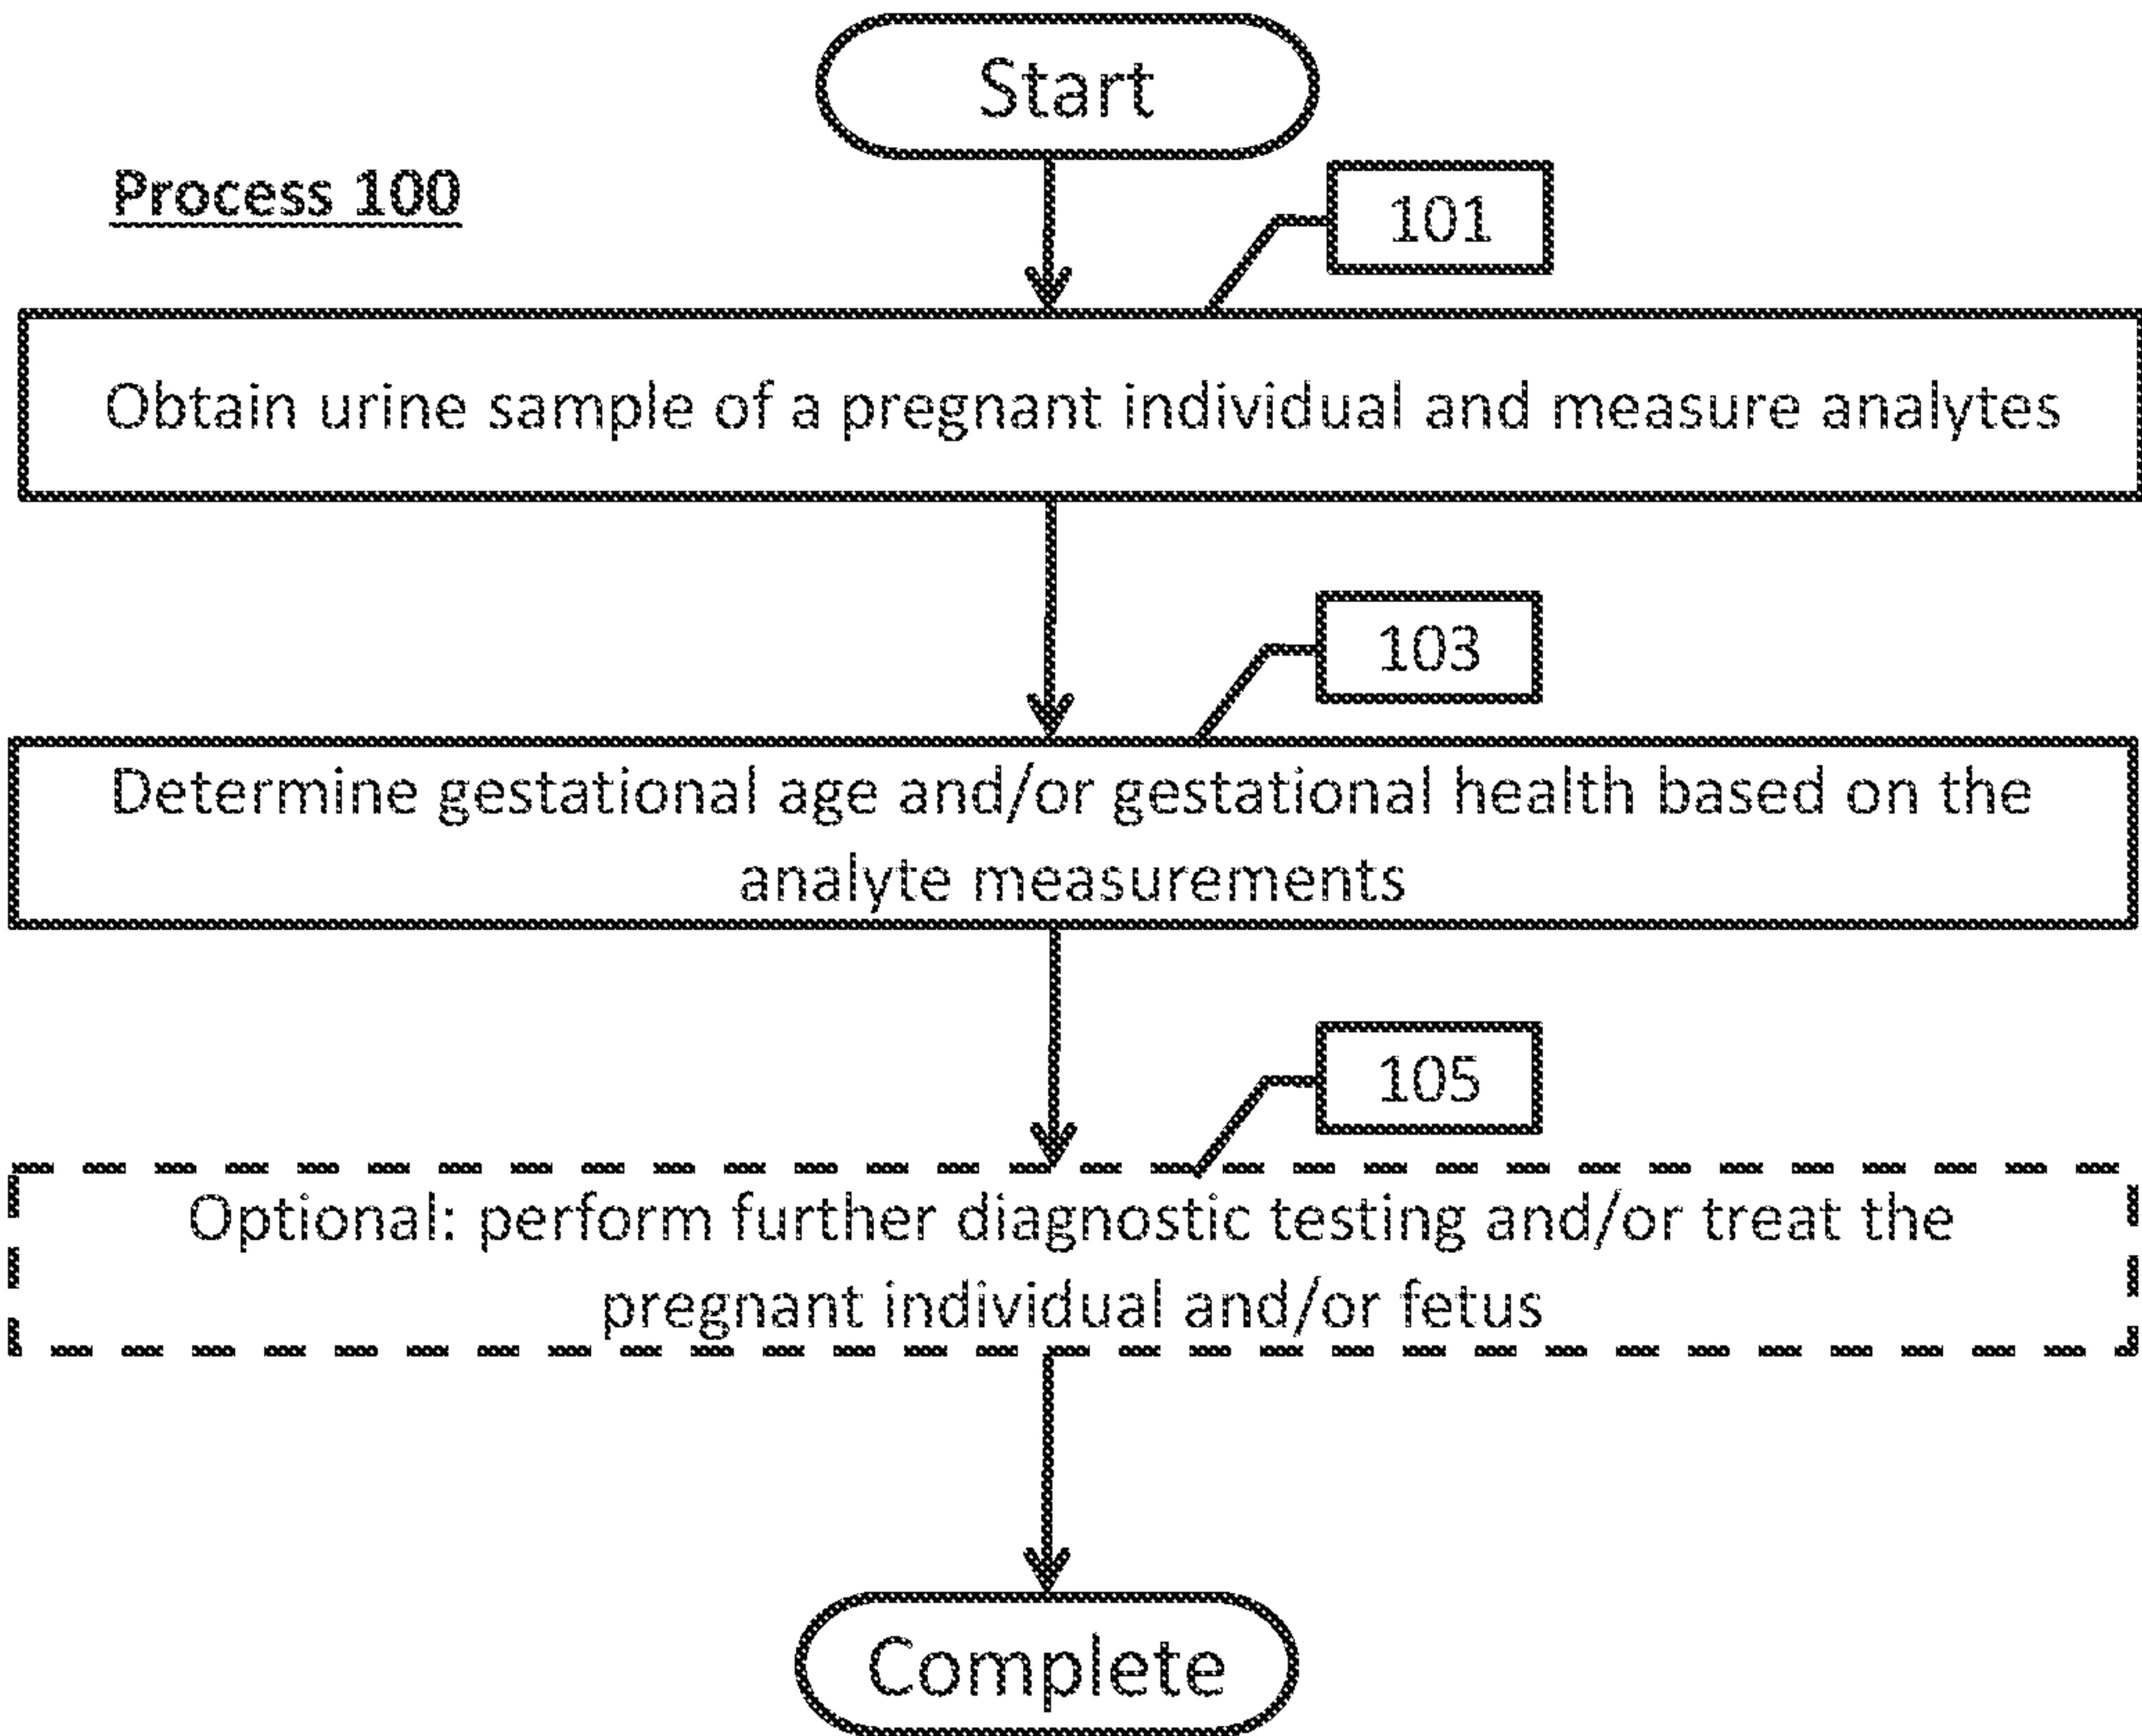 Start
Process 100
101
Obtain urine sample of a pregnant individual and measure analytes
103
Determine gestational age and/or gestational health based on the
analyte measurements
105
Optional: perform further diagnostic testing and/or treat the
pregnant individual and/or fetus
Complete